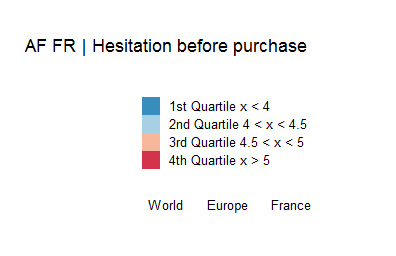 AF FR | Hesitation before purchase
1st Quartile x < 4
2nd Quartile 4 < x < 4.5
3rd Quartile 4.5 < x < 5
4th Quartile x > 5
World Europe France